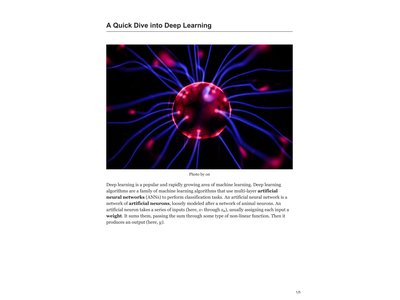 A Quick Dive into Deep Learning
Photo by on
Deep learning is a popular and rapidly growing area of machine learning. Deep learning
algorithms are a family of machine learning algorithms that use multi-layer artificial
neural networks (ANNs) to perform classification tasks. An artificial neural network is a
network of artificial neurons, loosely modeled after a network of animal neurons. An
artificial neuron takes a series of inputs (here, x₁ through xₙ), usually assigning each input a
weight. It sums them, passing the sum through some type of non-linear function. Then it
produces an output (here, y).